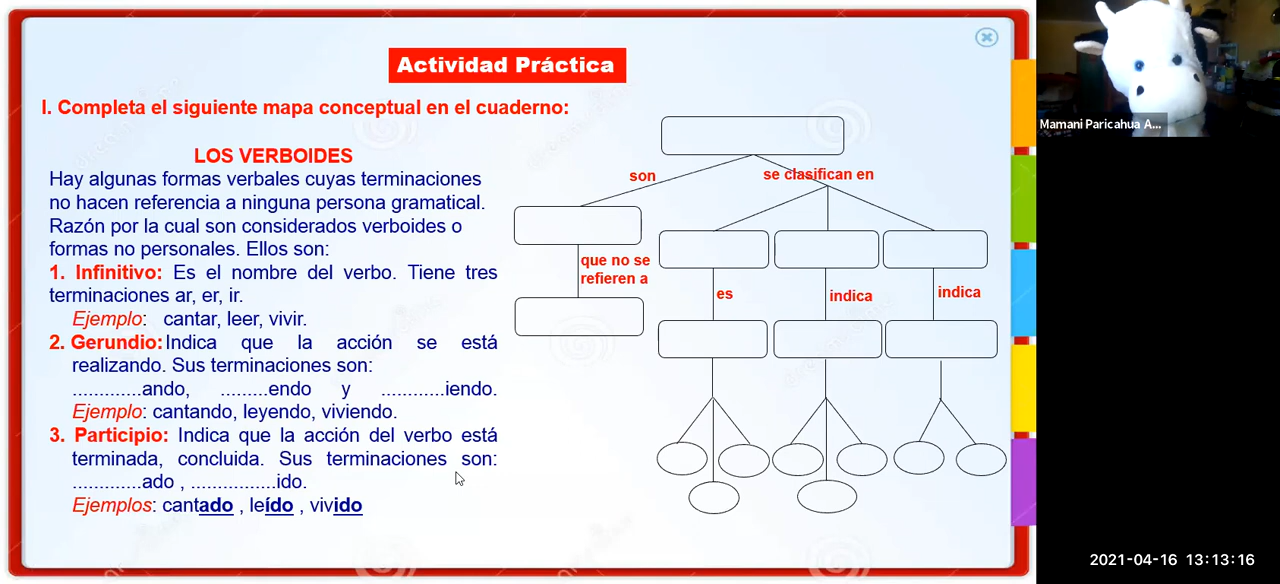 Actividad Práctica
I. Completa el siguiente mapa conceptual en el cuaderno:
LOS VERBOIDES
Hay algunas formas verbales cuyas terminaciones
no hacen referencia a ninguna persona gramatical.
Razón por la cual son considerados verboides o
formas no personales. Ellos son:
1. Infinitivo: Es el nombre del verbo. Tiene tres
terminaciones ar, er, ir.
Ejemplo: cantar, leer, vivir.
2. Gerundio: Indica que la acción se está
realizando. Sus terminaciones son:
.............ando, .........endo y ............iendo.
Ejemplo: cantando, leyendo, viviendo.
3. Participio: Indica que la acción del verbo está
terminada, concluida. Sus terminaciones son:
.............ado , ................ido.
Ejemplos: cantado , leído , vivido
son
se clasifican en
que no se
refieren a
es
indica
indica
Mamani Paricahua A...
2021-04-16 13:13:16